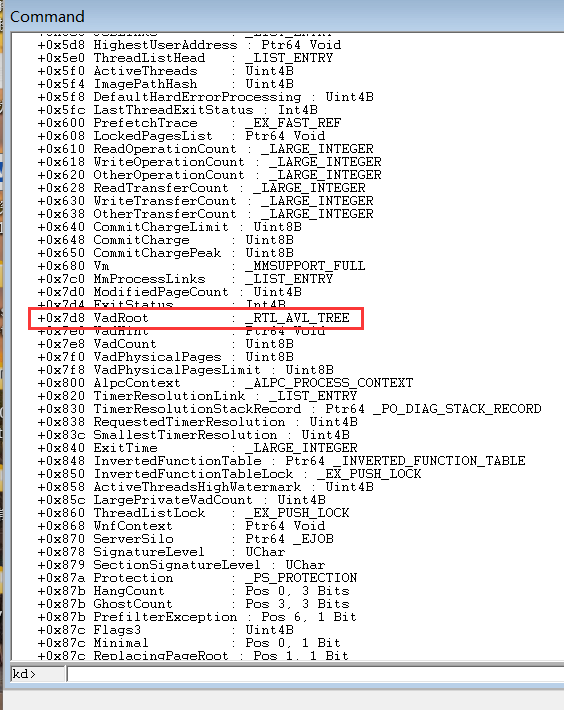 Command
+0x5d8 HighestUserAddress : Ptr64 Void
+0x5e0 ThreadListHead : _LIST_ENTRY
+0x5f0 ActiveThreads : Uint4B
+0x5f4 ImagePathHash : Uint4B
+0x5f8 DefaultHardErrorProcessing : Uint4B
+0x5fc LastThreadExitStatus : Int4B
+0x600 PrefetchTrace : _EX_FAST_REF
+0x608 LockedPagesList : Ptr64 Void
+0x610 ReadOperationCount : _LARGE_INTEGER
+0x618 WriteOperationCount : _LARGE_INTEGER
+0x620 OtherOperationCount : _LARGE_INTEGER
+0x628 ReadTransferCount : _LARGE_INTEGER
+0x630 WriteTransferCount : _LARGE_INTEGER
+0x638 OtherTransferCount : _LARGE_INTEGER
+0x640 CommitChargeLimit : Uint8B
+0x648 CommitCharge : Uint8B
+0x650 CommitChargePeak : Uint8B
+0x680 Vm : _MMSUPPORT_FULL
+0x7c0 MmProcessLinks : _LIST_ENTRY
+0x7d0 ModifiedPageCount : Uint4B
+0x7d4 ExitStatus : Int4B
+0x7d8 VadRoot : _RTL_AVL_TREE
+0x7e0 VadHint : Ptr64 Void
+0x7e8 VadCount : Uint8B
+0x7f0 VadPhysicalPages : Uint8B
+0x7f8 VadPhysicalPagesLimit : Uint8B
+0x800 AlpcContext : _ALPC_PROCESS_CONTEXT
+0x820 TimerResolutionLink : _LIST_ENTRY
+0x830 TimerResolutionStackRecord : Ptr64 _PO_DIAG_STACK_RECORD
+0x838 RequestedTimerResolution : Uint4B
+0x83c SmallestTimerResolution : Uint4B
+0x840 ExitTime : _LARGE_INTEGER
+0x848 InvertedFunctionTable : Ptr64 _INVERTED_FUNCTION_TABLE
+0x850 InvertedFunctionTableLock : _EX_PUSH_LOCK
+0x858 ActiveThreadsHighWatermark : Uint4B
+0x85c LargePrivateVadCount : Uint4B
+0x860 ThreadListLock : _EX_PUSH_LOCK
+0x868 WnfContext : Ptr64 Void
+0x870 ServerSilo : Ptr64 _EJOB
+0x878 SignatureLevel : UChar
+0x879 SectionSignatureLevel : UChar
+0x87a Protection : _PS_PROTECTION
+0x87b HangCount : Pos 0, 3 Bits
+0x87b GhostCount : Pos 3, 3 Bits
+0x87b PrefilterException : Pos 6, 1 Bit
+0x87c Flags3 : Uint4B
+0x87c Minimal : Pos 0, 1 Bit
+0x87c ReplacingPageRoot : Pos 1, 1 Bit
kd>